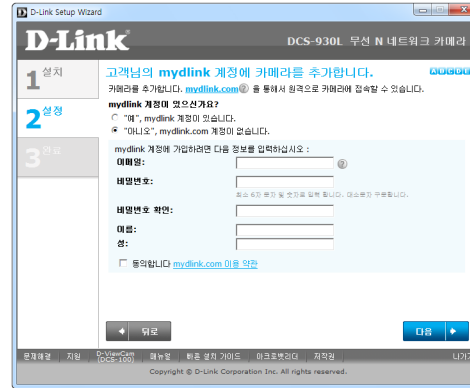 D-Link Setup Wizard
D-Link
DCS-930L 무선 N 네트워크 카메라
1 설치
2 설정
3 완료
고객님의 mydlink 계정에 카메라를 추가합니다.
카메라를 추가합니다. mydlink.com 을 통해서 원격으로 카메라에 접속할 수 있습니다.
mydlink 계정이 있으신가요?
"예", mydlink 계정이 있습니다.
"아니오", mydlink.com 계정이 없습니다.
mydlink 계정에 가입하려면 다음 정보를 입력하십시오 :
이메일:
비밀번호:
최소 6자 문자 및 숫자로 입력 됩니다. 대소문자 구분됩니다.
비밀번호 확인:
이름:
성:
동의합니다 mydlink.com 이용 약관
뒤로
다음
문제해결 지원 D-ViewCam (DCS-100) 매뉴얼 빠른 설치 가이드 아크로뱃리더 저작권 나가기
Copyright © D-Link Corporation Inc. All rights reserved.